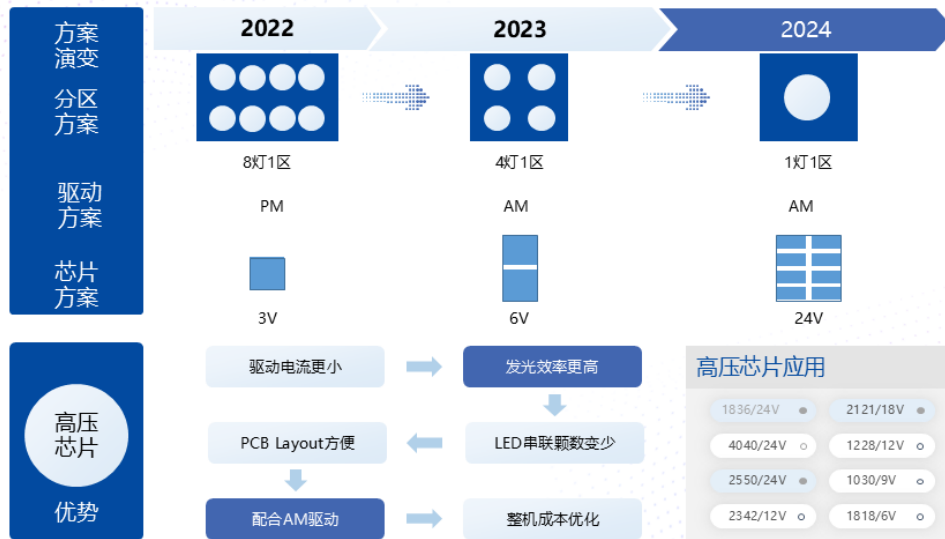 方案
演变
2022
2023
2024
分区
方案
8灯1区
4灯1区
1灯1区
驱动
方案
PM
AM
AM
芯片
方案
3V
6V
24V
高压
芯片
优势
驱动电流更小
发光效率更高
PCB Layout方便
LED串联颗数变少
配合AM驱动
整机成本优化
高压芯片应用
1836/24V
2121/18V
4040/24V
1228/12V
2550/24V
1030/9V
2342/12V
1818/6V